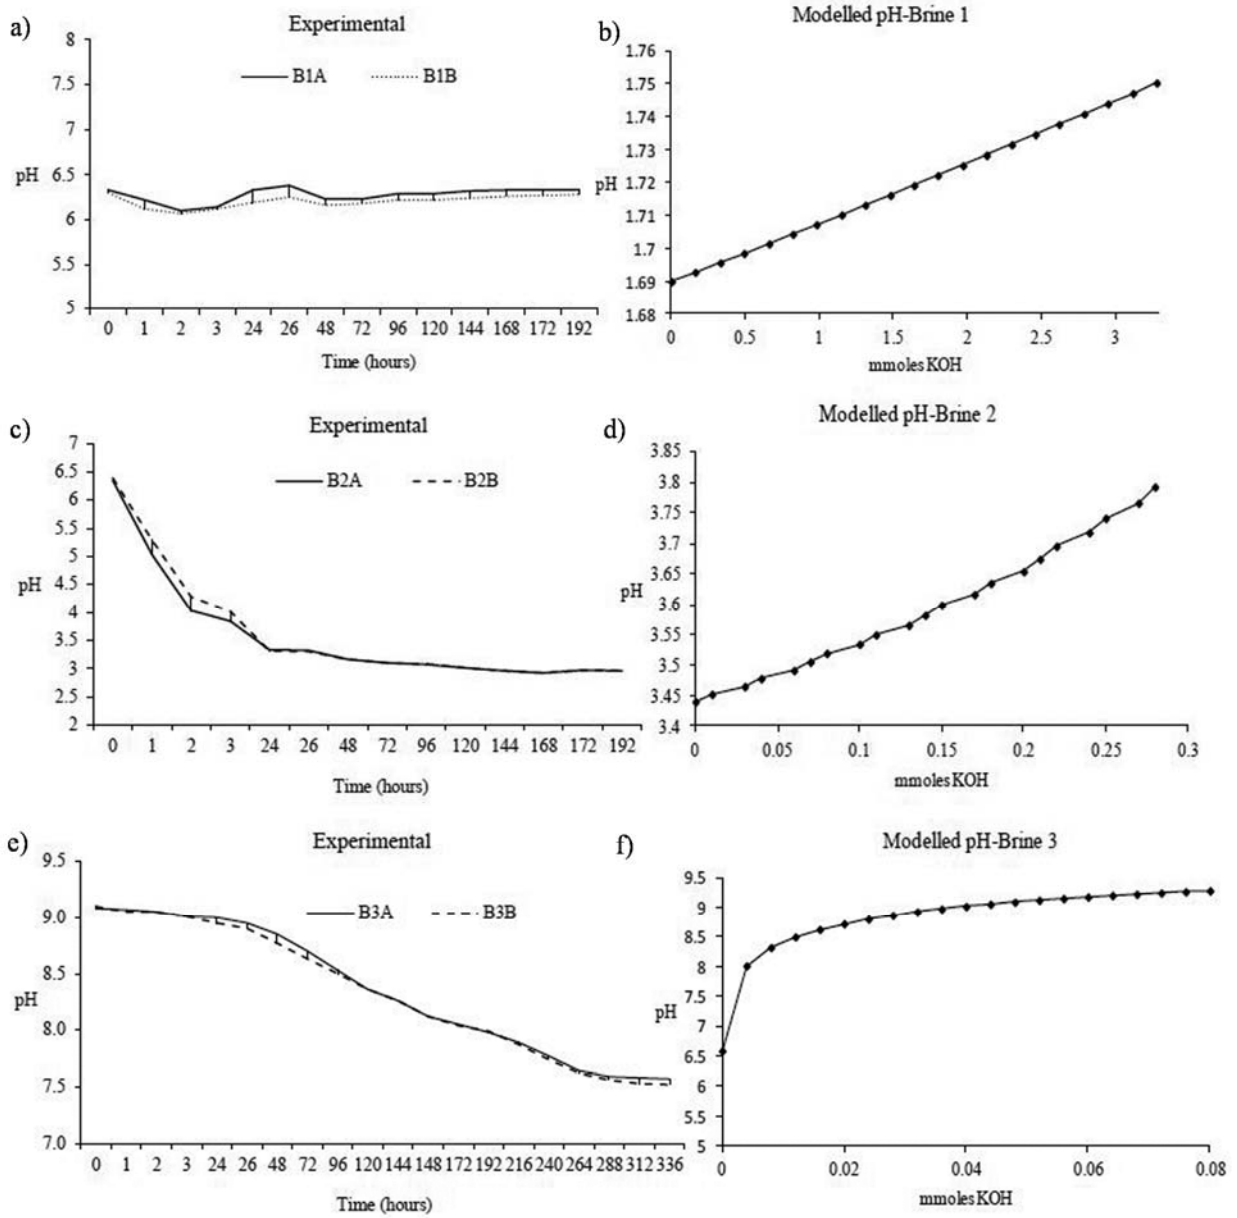 a)
Experimental
B1A B1B
8
7.5
7
6.5
6
5.5
5
pH
0 1 2 3 24 26 48 72 96 120 144 168 172 192
Time (hours)
b)
Modelled pH-Brine 1
1.76
1.75
1.74
1.73
1.72
1.71
1.7
1.69
1.68
pH
0 0.5 1 1.5 2 2.5 3
mmoles KOH
c)
Experimental
B2A B2B
7
6.5
6
5.5
5
4.5
4
3.5
3
2.5
2
pH
0 1 2 3 24 26 48 72 96 120 144 168 172 192
Time (hours)
d)
Modelled pH-Brine 2
3.85
3.8
3.75
3.7
3.65
3.6
3.55
3.5
3.45
3.4
pH
0 0.05 0.1 0.15 0.2 0.25 0.3
mmoles KOH
e)
Experimental
B3A B3B
9.5
9.0
8.5
8.0
7.5
7.0
pH
0 1 2 3 24 26 48 72 96 120 144 148 172 192 216 240 264 288 312 336
Time (hours)
f)
Modelled pH-Brine 3
9.5
9
8.5
8
7.5
7
6.5
6
5.5
5
pH
0 0.02 0.04 0.06 0.08
mmoles KOH